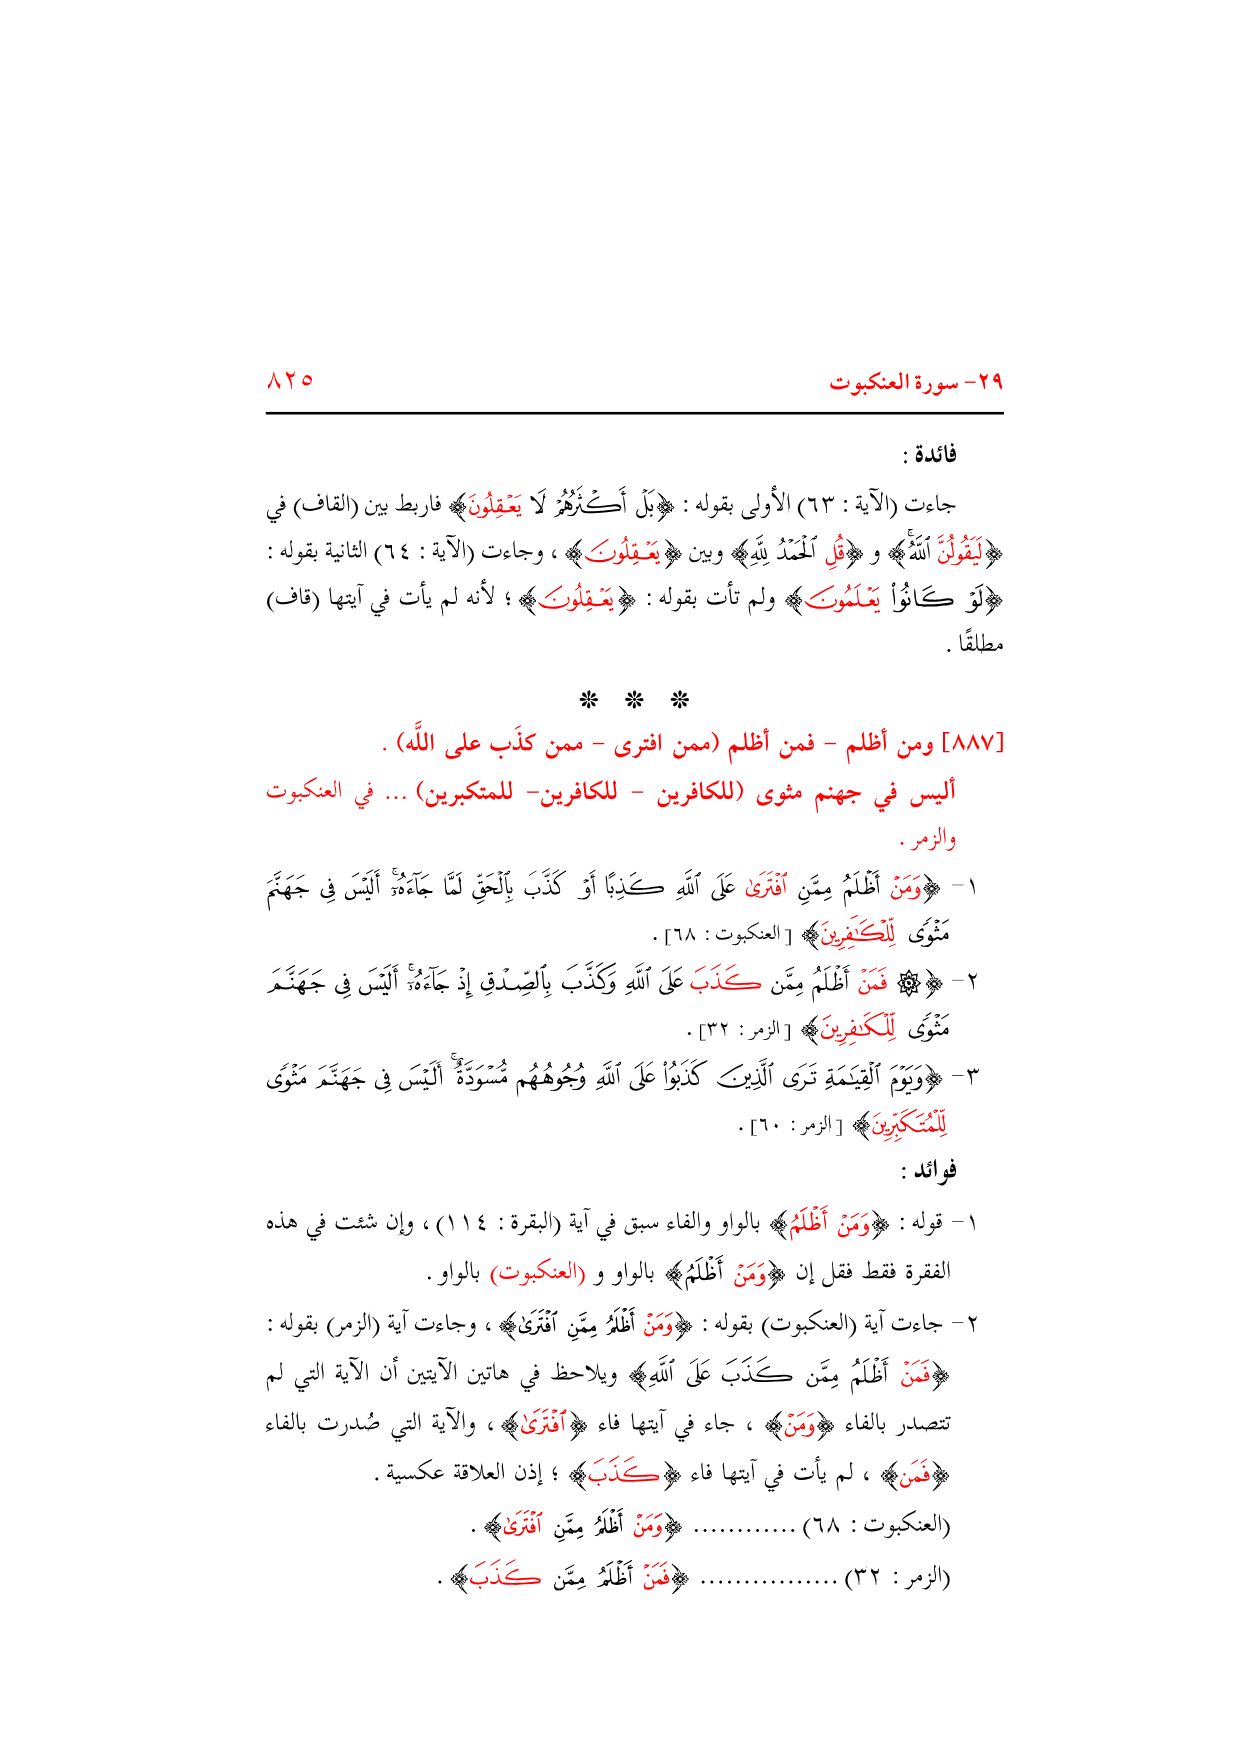 ٢٩- سورة العنكبوت ٨٢٥
فائدة :
جاءت (الآية : ٦٣) الأولى بقوله : ﴿بَلْ أَكْثَرُهُمْ لَا يَعْقِلُونَ﴾ فاربط بين (القاف) في
﴿لَيَقُولُنَّ ٱللَّهُۚ﴾ و ﴿قُلِ ٱلْحَمْدُ لِلَّهِ﴾ وبين ﴿يَعْقِلُونَ﴾ ، وجاءت (الآية : ٦٤) الثانية بقوله :
﴿لَوْ كَانُوا۟ يَعْلَمُونَ﴾ ولم تأت بقوله : ﴿يَعْقِلُونَ﴾ ؛ لأنه لم يأت في آيتها (قاف)
مطلقًا .
❊ ❊ ❊
[٨٨٧] ومن أظلم – فمن أظلم (ممن افترى – ممن كذَب على اللَّه) .
أليس في جهنم مثوى (للكافرين – للكافرين– للمتكبرين) ... في العنكبوت
والزمر .
١- ﴿وَمَنْ أَظْلَمُ مِمَّنِ ٱفْتَرَىٰ عَلَى ٱللَّهِ كَذِبًا أَوْ كَذَّبَ بِٱلْحَقِّ لَمَّا جَآءَهُۥٓۚ أَلَيْسَ فِى جَهَنَّمَ
مَثْوًى لِّلْكَٰفِرِينَ﴾ [العنكبوت : ٦٨] .
٢- ﴿۞ فَمَنْ أَظْلَمُ مِمَّن كَذَبَ عَلَى ٱللَّهِ وَكَذَّبَ بِٱلصِّدْقِ إِذْ جَآءَهُۥٓۚ أَلَيْسَ فِى جَهَنَّمَ
مَثْوًى لِّلْكَٰفِرِينَ﴾ [الزمر : ٣٢] .
٣- ﴿وَيَوْمَ ٱلْقِيَٰمَةِ تَرَى ٱلَّذِينَ كَذَبُوا۟ عَلَى ٱللَّهِ وُجُوهُهُم مُّسْوَدَّةٌۚ أَلَيْسَ فِى جَهَنَّمَ مَثْوًى
لِّلْمُتَكَبِّرِينَ﴾ [الزمر : ٦٠] .
فوائد :
١- قوله : ﴿وَمَنْ أَظْلَمُ﴾ بالواو والفاء سبق في آية (البقرة : ١١٤) ، وإن شئت في هذه
الفقرة فقط فقل إن ﴿وَمَنْ أَظْلَمُ﴾ بالواو و (العنكبوت) بالواو .
٢- جاءت آية (العنكبوت) بقوله : ﴿وَمَنْ أَظْلَمُ مِمَّنِ ٱفْتَرَىٰ﴾ ، وجاءت آية (الزمر) بقوله :
﴿فَمَنْ أَظْلَمُ مِمَّن كَذَبَ عَلَى ٱللَّهِ﴾ ويلاحظ في هاتين الآيتين أن الآية التي لم
تتصدر بالفاء ﴿وَمَنْ﴾ ، جاء في آيتها فاء ﴿ٱفْتَرَىٰ﴾ ، والآية التي صُدرت بالفاء
﴿فَمَن﴾ ، لم يأت في آيتها فاء ﴿كَذَبَ﴾ ؛ إذن العلاقة عكسية .
(العنكبوت : ٦٨) ............ ﴿وَمَنْ أَظْلَمُ مِمَّنِ ٱفْتَرَىٰ﴾ .
(الزمر : ٣٢) ................ ﴿فَمَنْ أَظْلَمُ مِمَّن كَذَبَ﴾ .